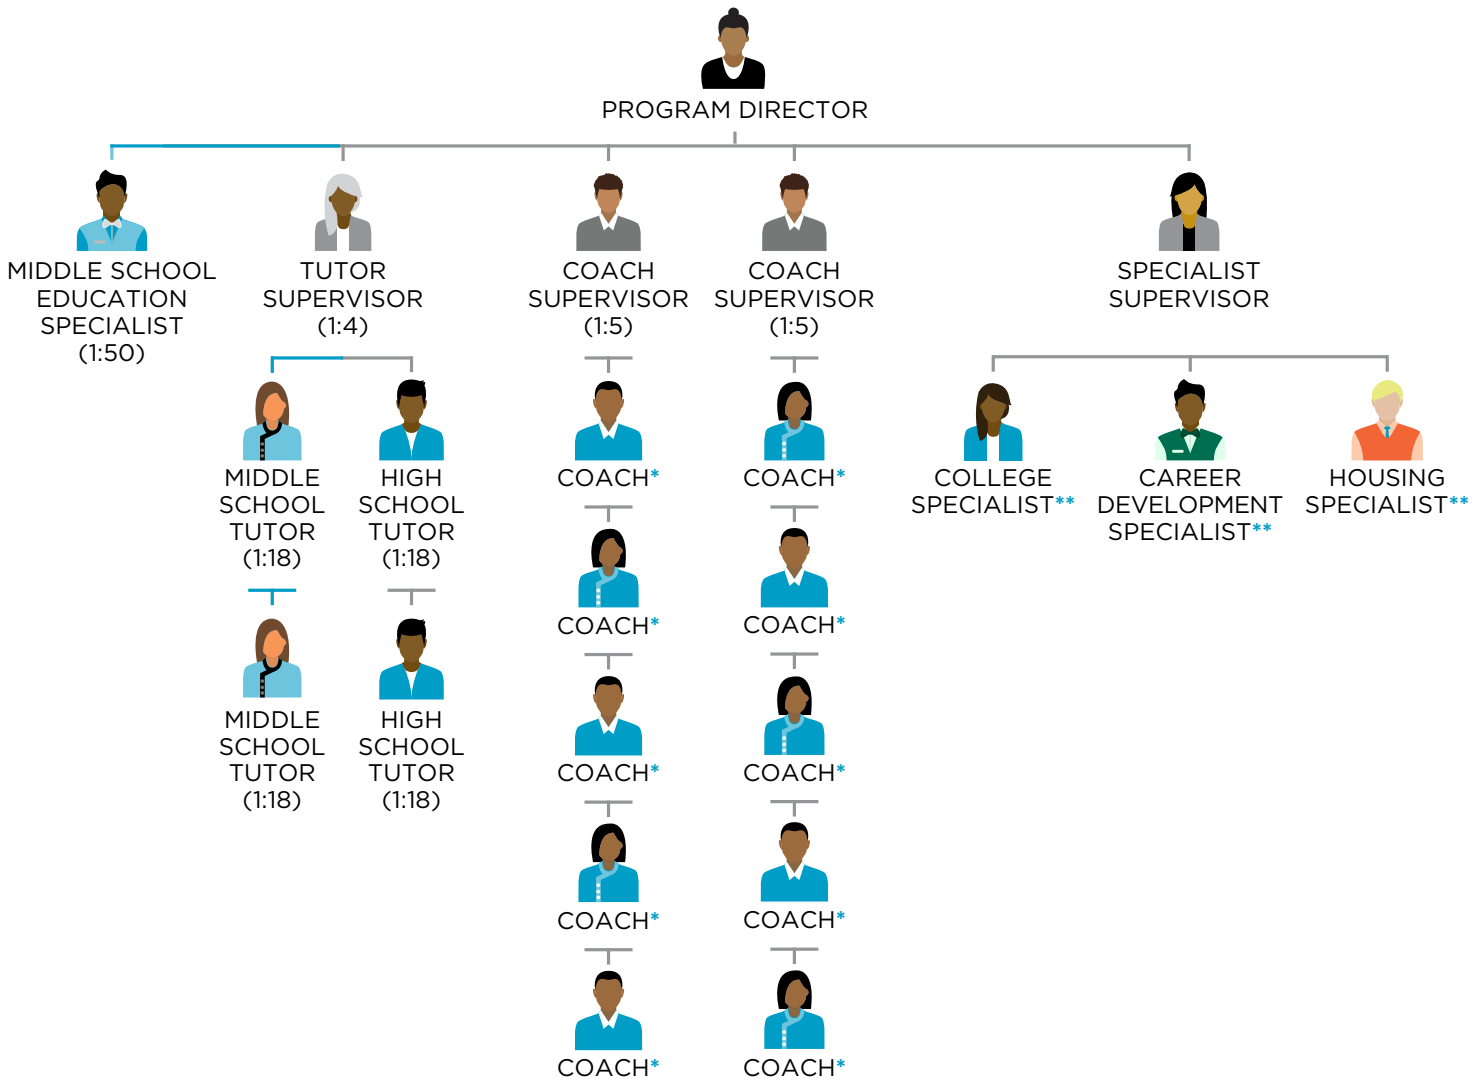 PROGRAM DIRECTOR
MIDDLE SCHOOL
EDUCATION
SPECIALIST
(1:50)
TUTOR
SUPERVISOR
(1:4)
COACH
SUPERVISOR
(1:5)
COACH
SUPERVISOR
(1:5)
SPECIALIST
SUPERVISOR
MIDDLE
SCHOOL
TUTOR
(1:18)
HIGH
SCHOOL
TUTOR
(1:18)
COACH*
COACH*
COLLEGE
SPECIALIST**
CAREER
DEVELOPMENT
SPECIALIST**
HOUSING
SPECIALIST**
COACH*
COACH*
MIDDLE
SCHOOL
TUTOR
(1:18)
HIGH
SCHOOL
TUTOR
(1:18)
COACH*
COACH*
COACH*
COACH*
COACH*
COACH*